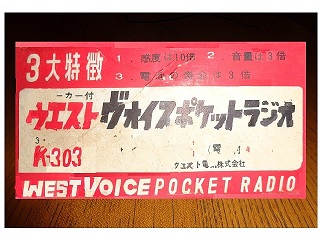 3大特徴 1. 感度は10倍 2. 音量は3倍
3. 電池の寿命は3倍
ーカー付
ウエストヴォイスポケットラジオ
K-303
ウエスト電気株式会社
WEST VOICE POCKET RADIO